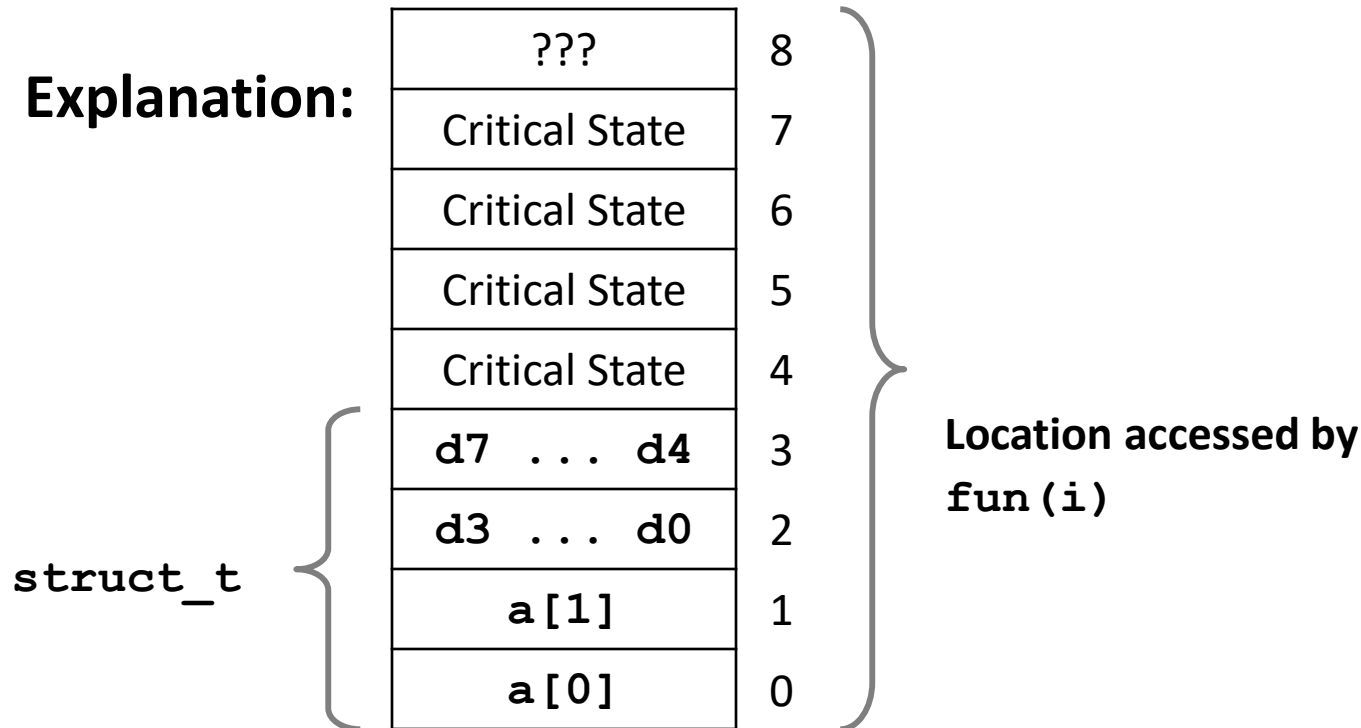 Explanation:
??? 8
Critical State 7
Critical State 6
Critical State 5
Critical State 4
d7 ... d4 3
d3 ... d0 2
a[1] 1
a[0] 0
struct_t
Location accessed by
fun(i)